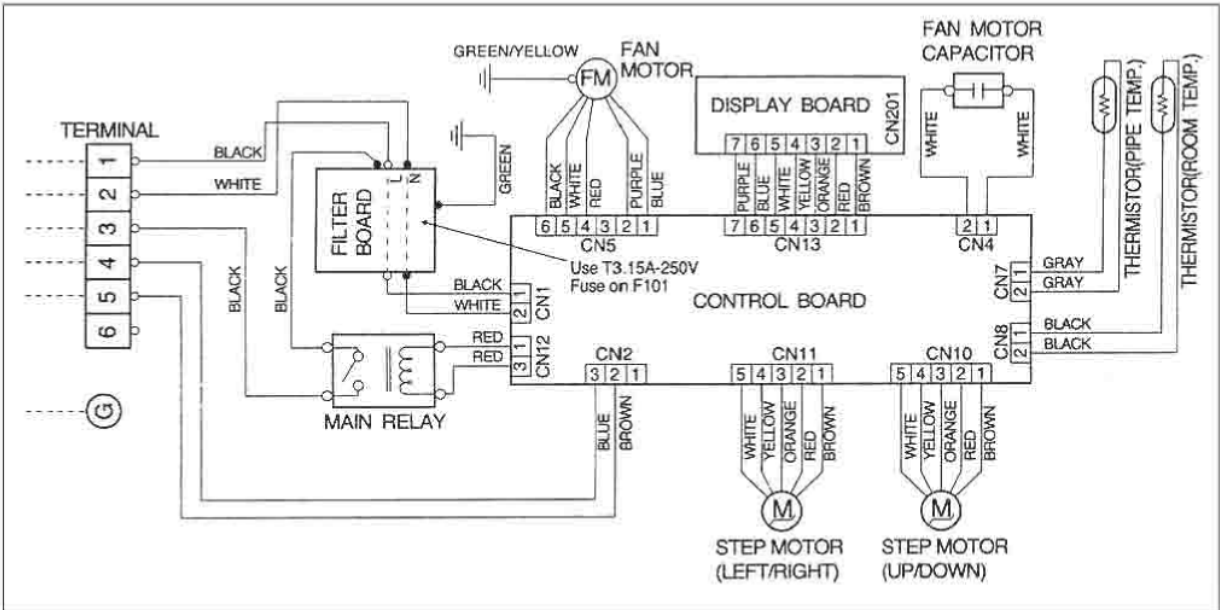 GREEN/YELLOW
FAN
MOTOR
FM
FAN MOTOR
CAPACITOR
DISPLAY BOARD
CN201
7 6 5 4 3 2 1
PURPLE
BLUE
WHITE
YELLOW
ORANGE
RED
BROWN
WHITE
WHITE
THERMISTOR(PIPE TEMP.)
THERMISTOR(ROOM TEMP.)
TERMINAL
1
2
3
4
5
6
G
BLACK
WHITE
BLACK
BLACK
L
N
FILTER
BOARD
GREEN
BLACK
WHITE
RED
PURPLE
BLUE
6 5 4 3 2 1
CN5
7 6 5 4 3 2 1
CN13
2 1
CN4
Use T3.15A-250V
Fuse on F101
CONTROL BOARD
BLACK
WHITE
1
2
CN1
RED
RED
1
3
CN12
GRAY
GRAY
CN7
1
2
BLACK
BLACK
CN8
1
2
MAIN RELAY
CN2
3 2 1
BLUE
BROWN
CN11
5 4 3 2 1
WHITE
YELLOW
ORANGE
RED
BROWN
M
STEP MOTOR
(LEFT/RIGHT)
CN10
5 4 3 2 1
WHITE
YELLOW
ORANGE
RED
BROWN
M
STEP MOTOR
(UP/DOWN)